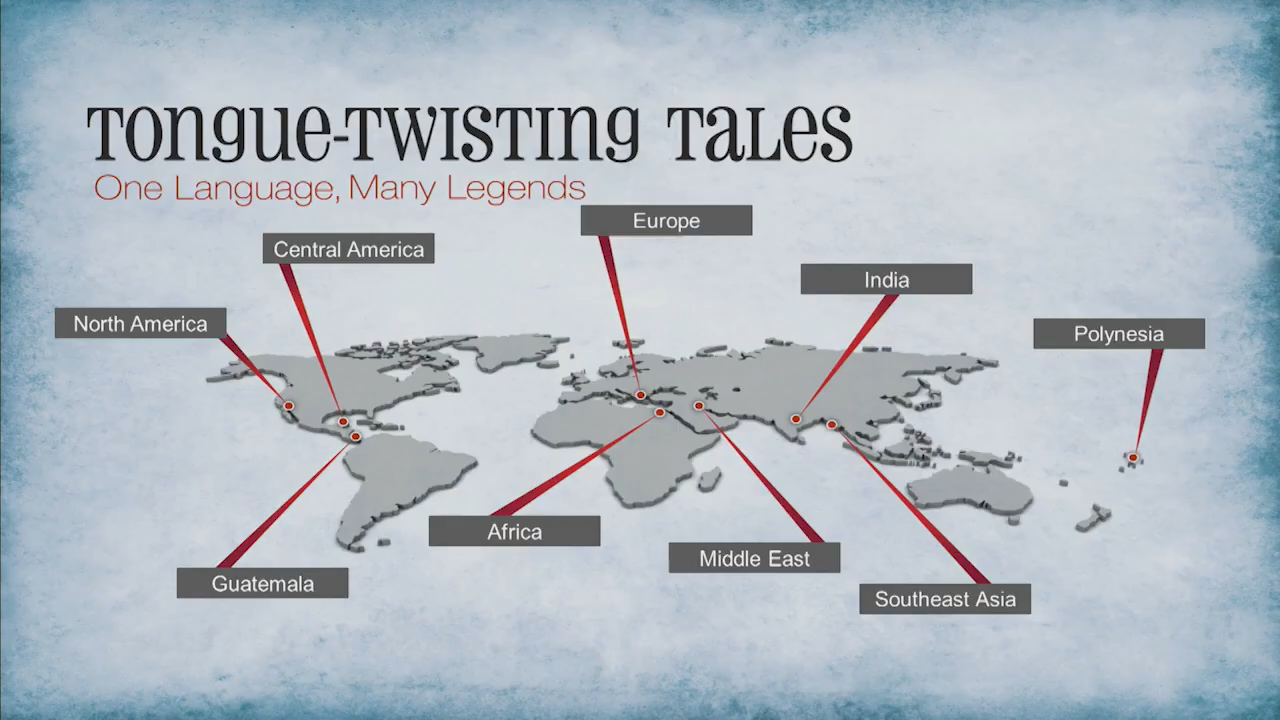 Tongue-Twisting Tales
One Language, Many Legends
Europe
Central America
India
North America
Polynesia
Africa
Middle East
Guatemala
Southeast Asia